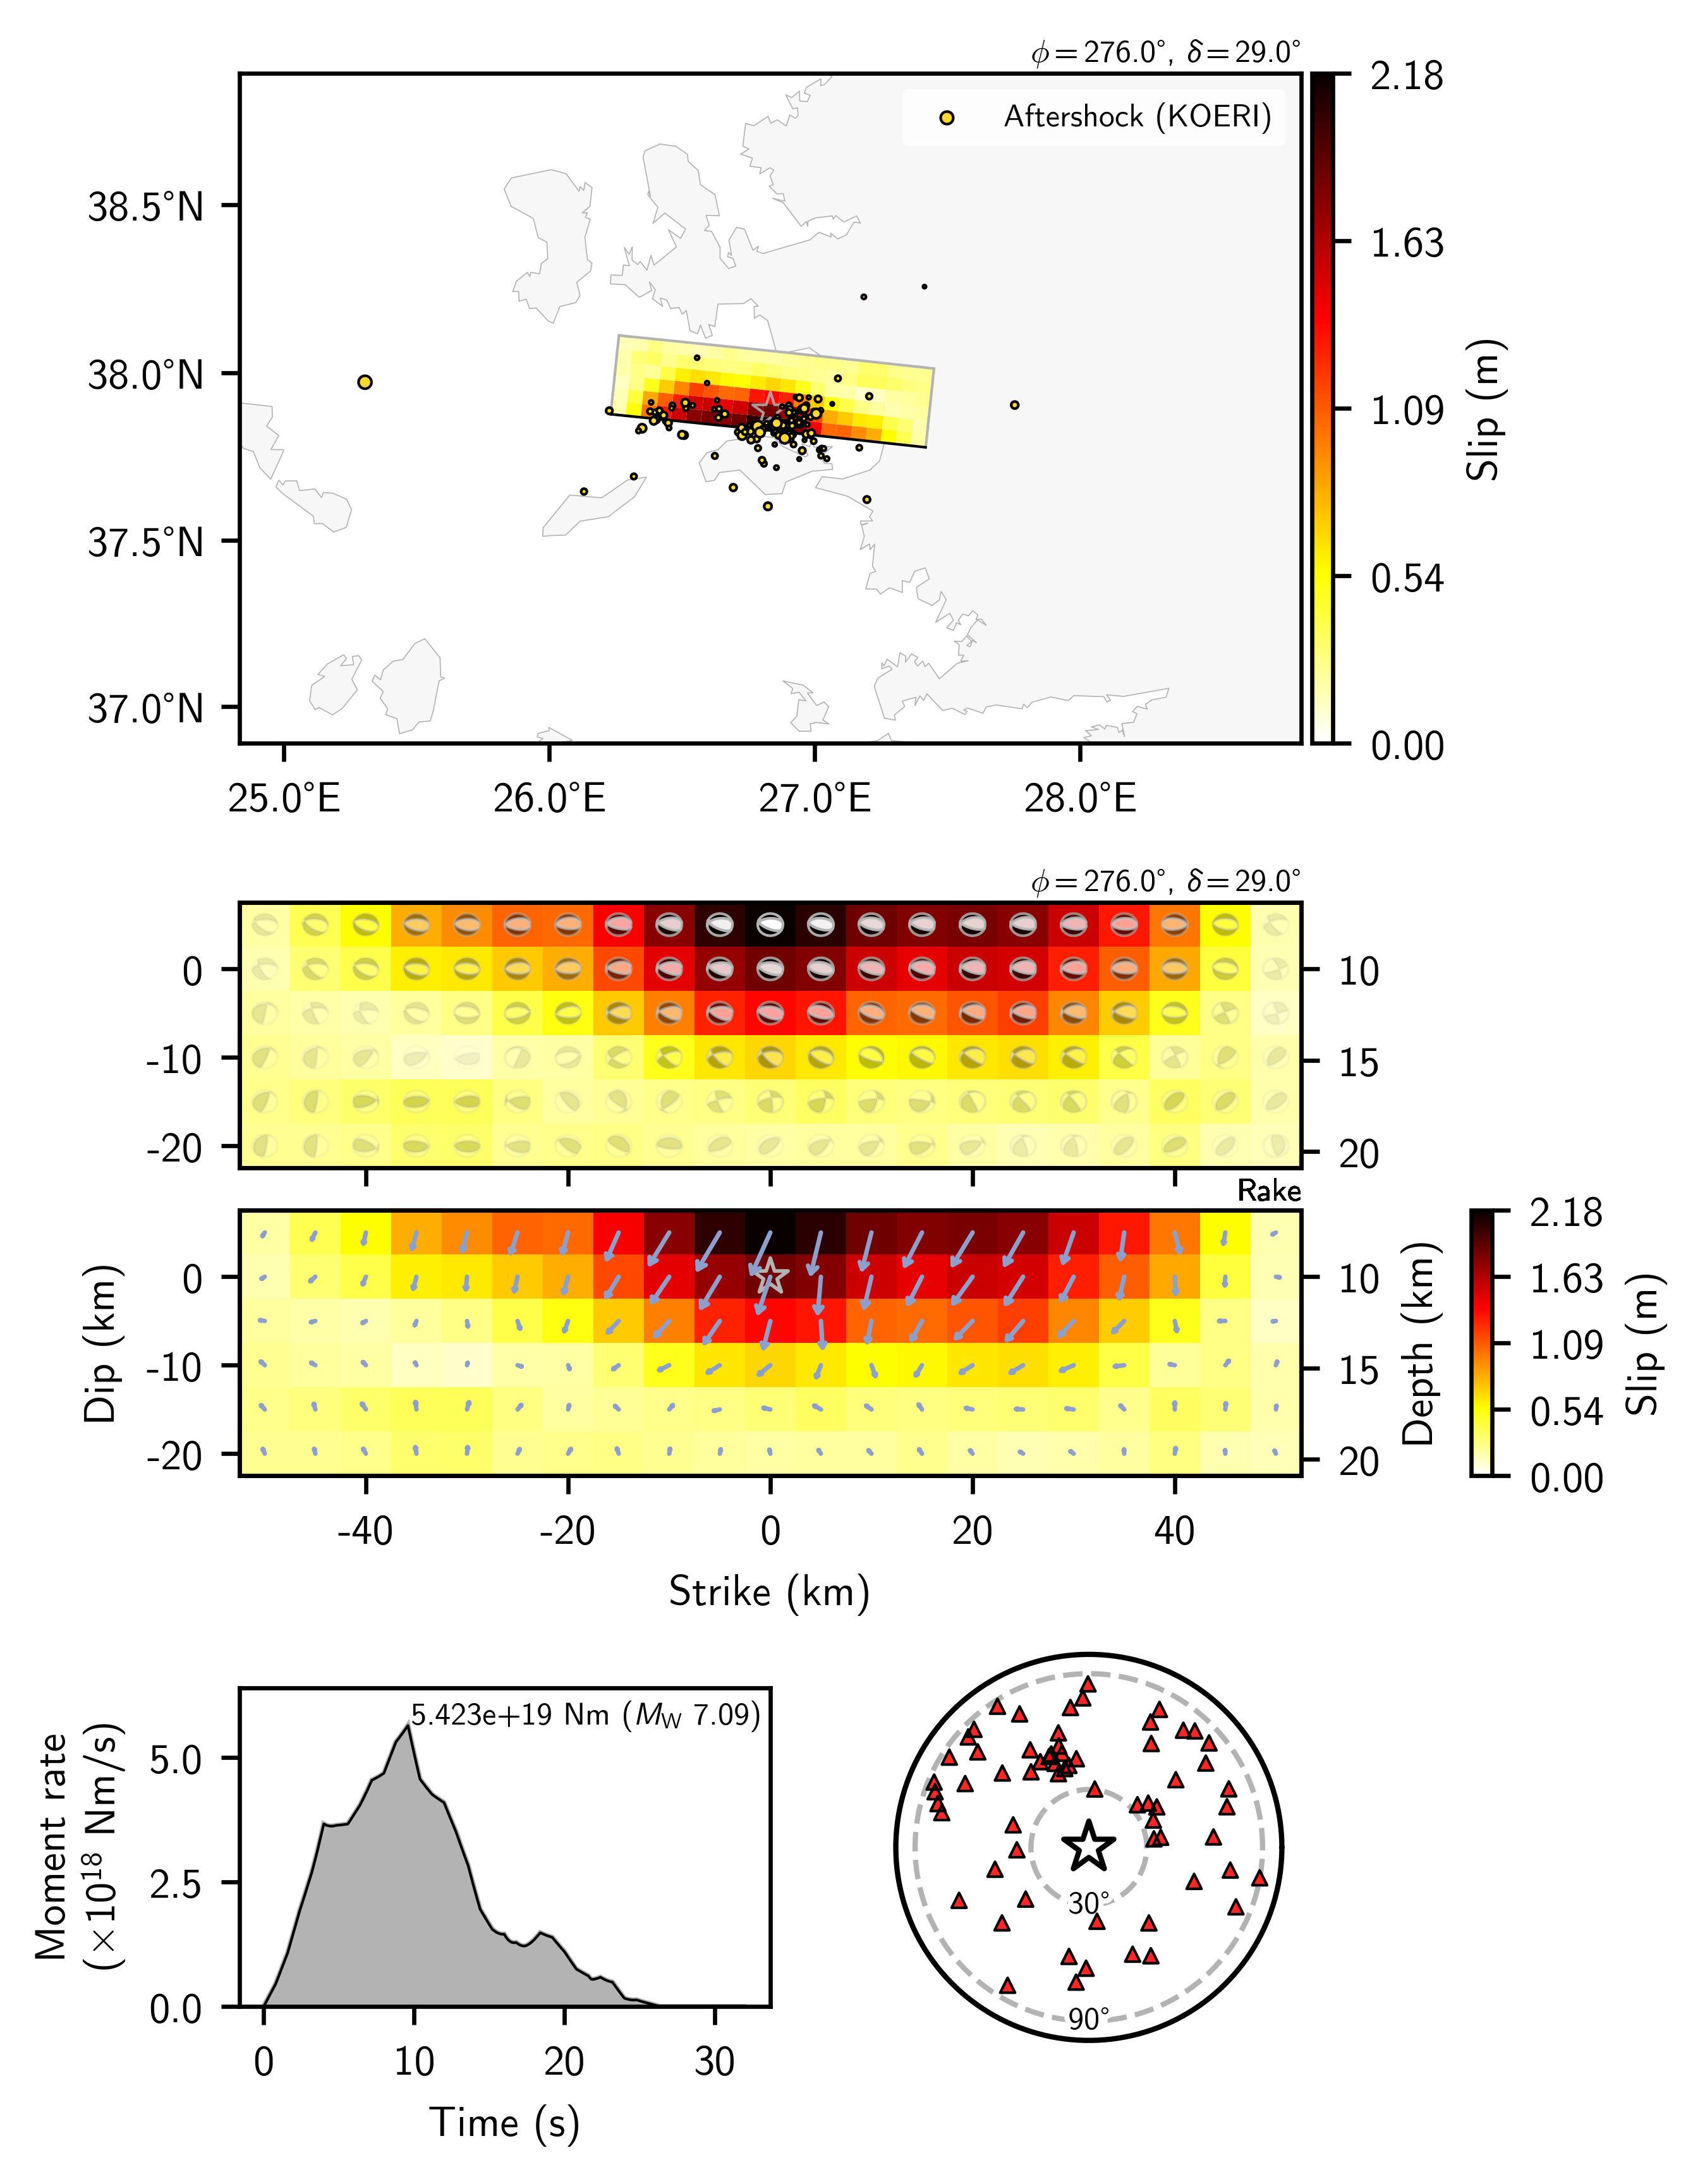 ϕ = 276.0°, δ = 29.0°
Aftershock (KOERI)
38.5°N
38.0°N
37.5°N
37.0°N
25.0°E 26.0°E 27.0°E 28.0°E
2.18
1.63
1.09
0.54
0.00
Slip (m)
ϕ = 276.0°, δ = 29.0°
0
-10
-20
10
15
20
Rake
0
-10
-20
Dip (km)
10
15
20
Depth (km)
2.18
1.63
1.09
0.54
0.00
Slip (m)
-40 -20 0 20 40
Strike (km)
5.423e+19 Nm (MW 7.09)
Moment rate
(×10¹⁸ Nm/s)
5.0
2.5
0.0
0 10 20 30
Time (s)
30°
90°